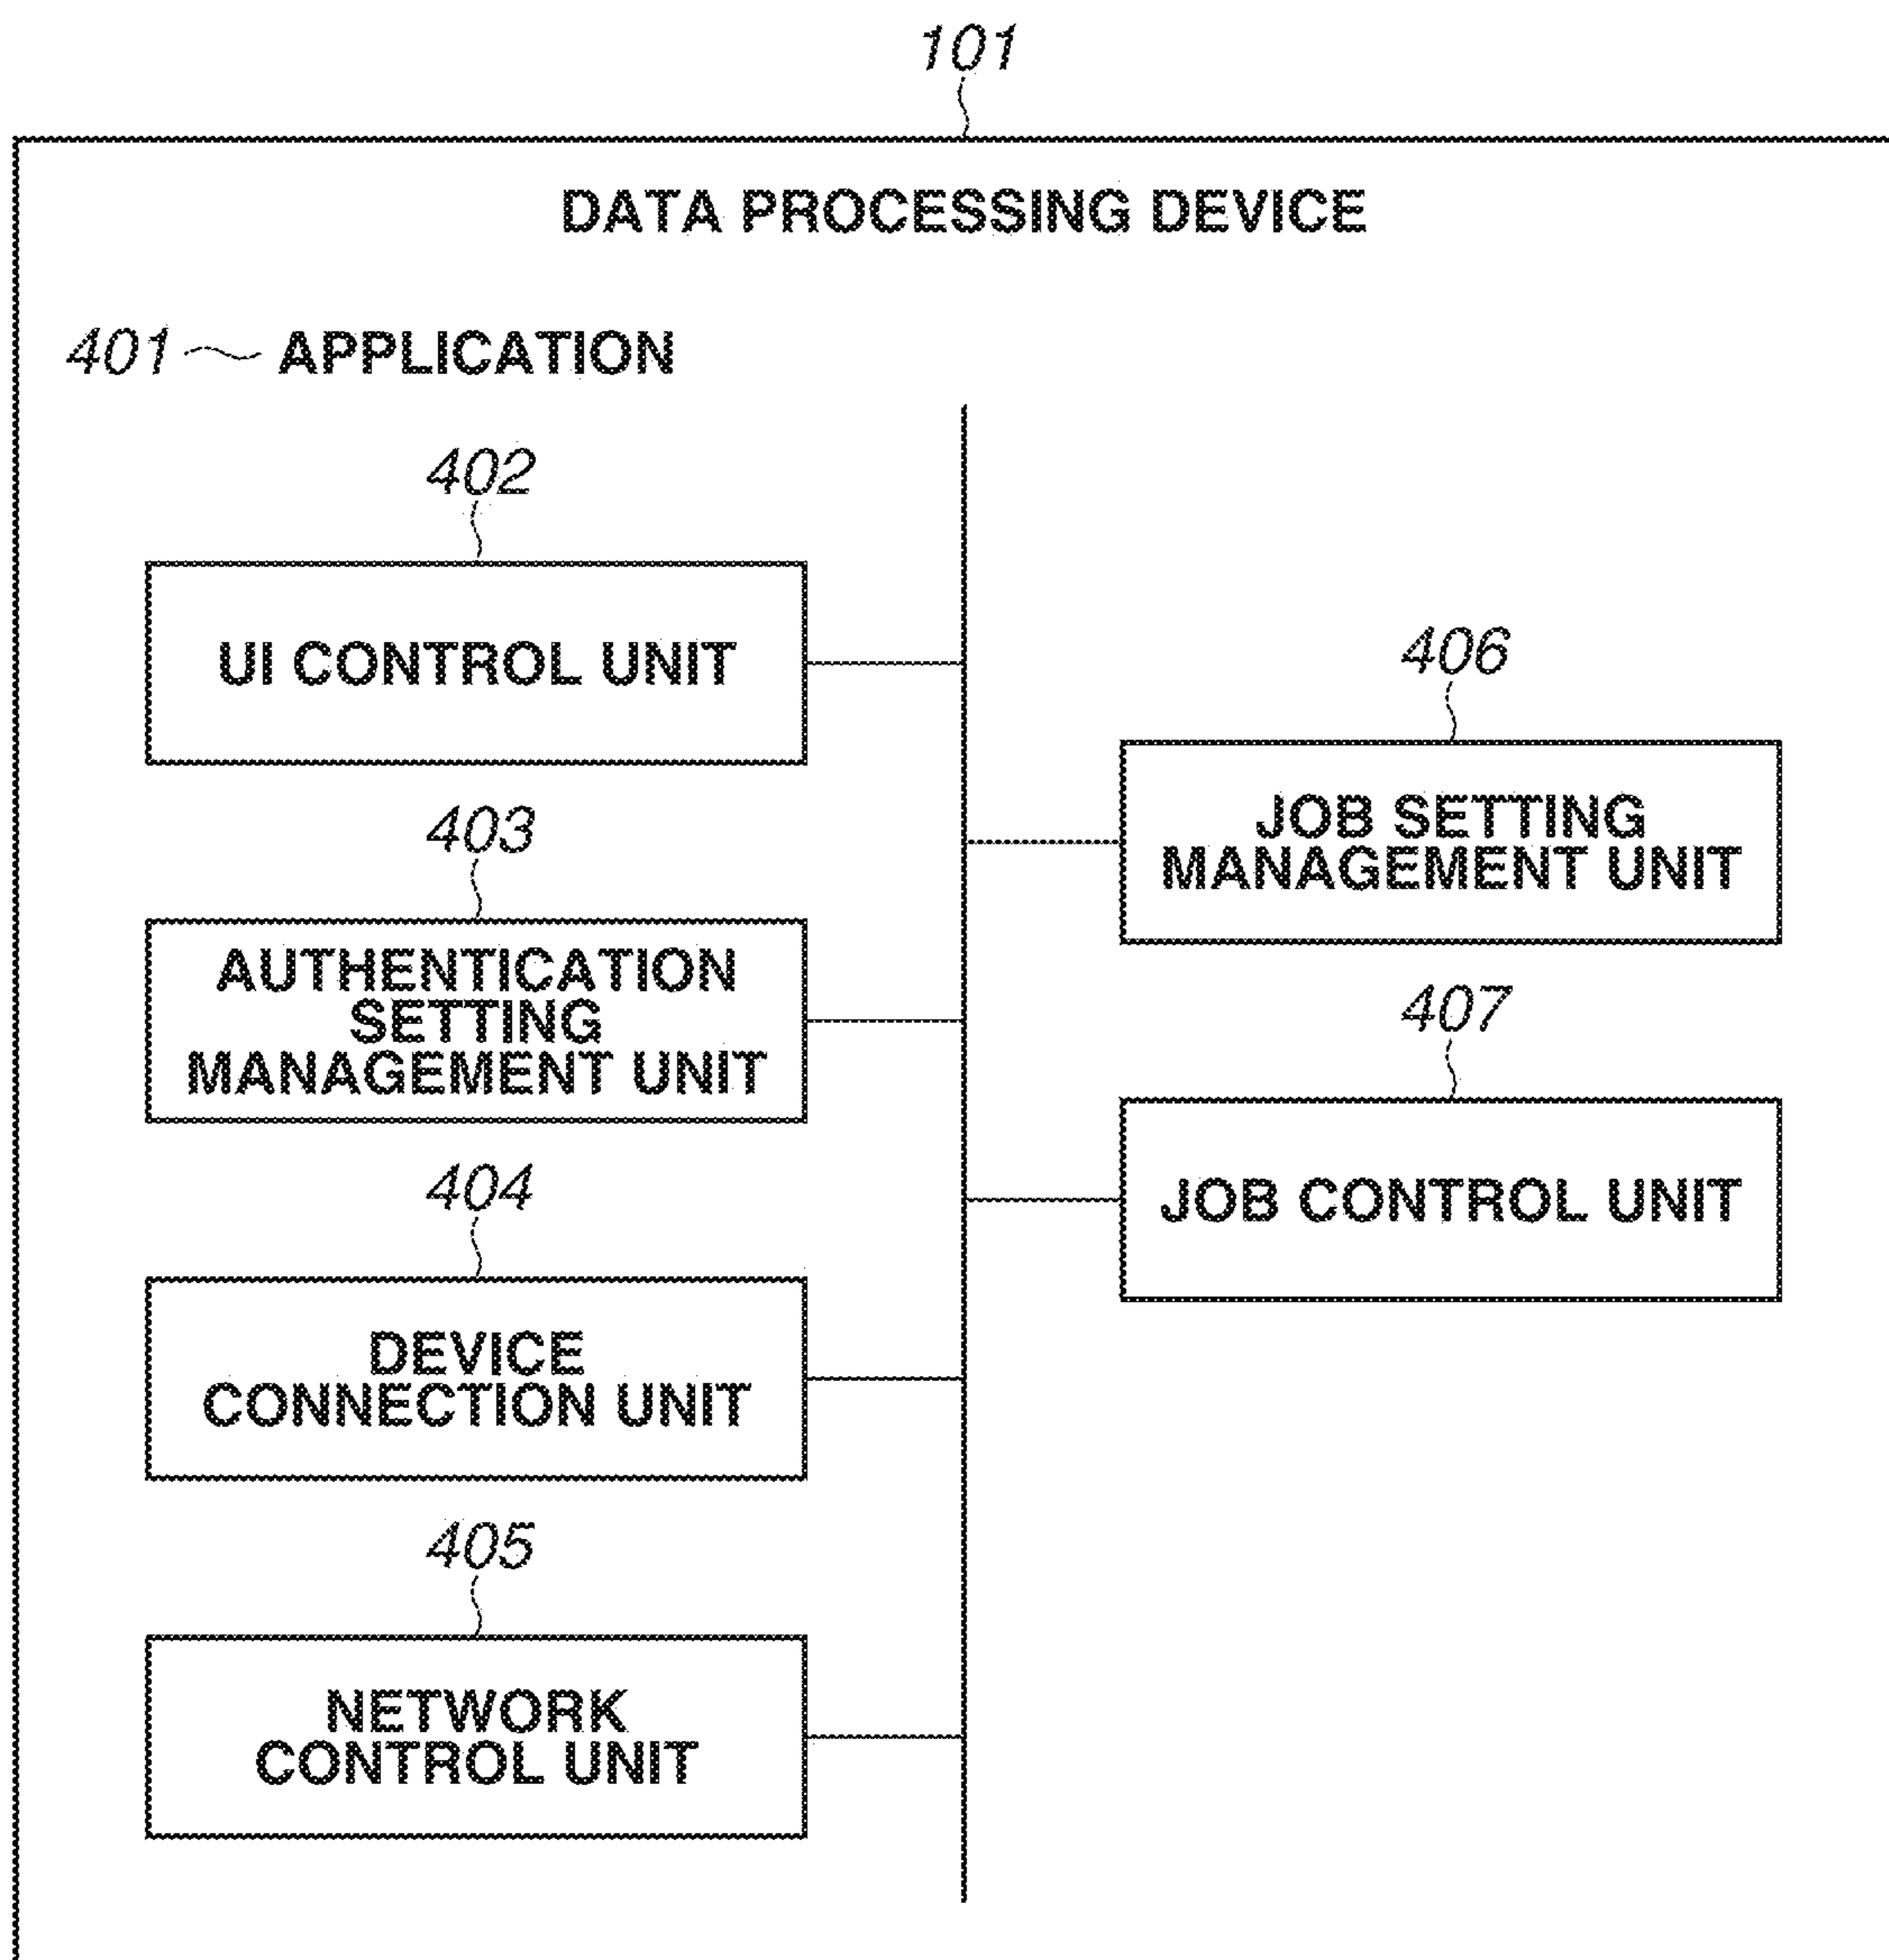 101
DATA PROCESSING DEVICE
401 APPLICATION
402
UI CONTROL UNIT
403
AUTHENTICATION
SETTING
MANAGEMENT UNIT
404
DEVICE
CONNECTION UNIT
405
NETWORK
CONTROL UNIT
406
JOB SETTING
MANAGEMENT UNIT
407
JOB CONTROL UNIT